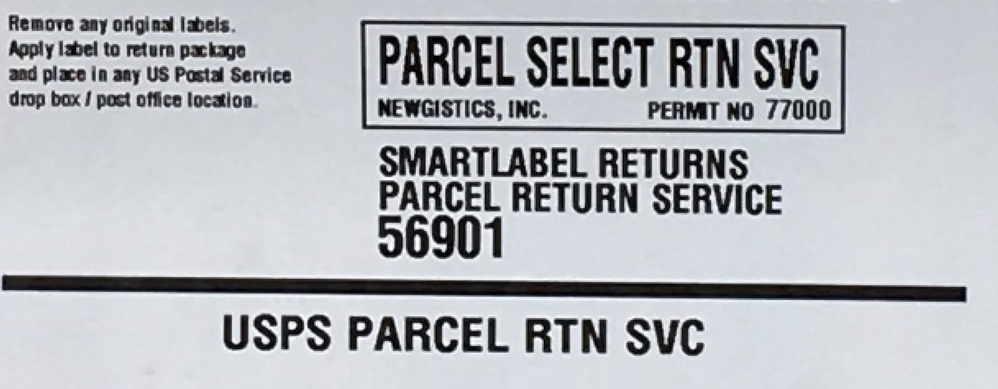 Remove any original labels.
Apply label to return package
and place in any US Postal Service
drop box / post office location.
PARCEL SELECT RTN SVC
NEWGISTICS, INC. PERMIT NO 77000
SMARTLABEL RETURNS
PARCEL RETURN SERVICE
56901
USPS PARCEL RTN SVC